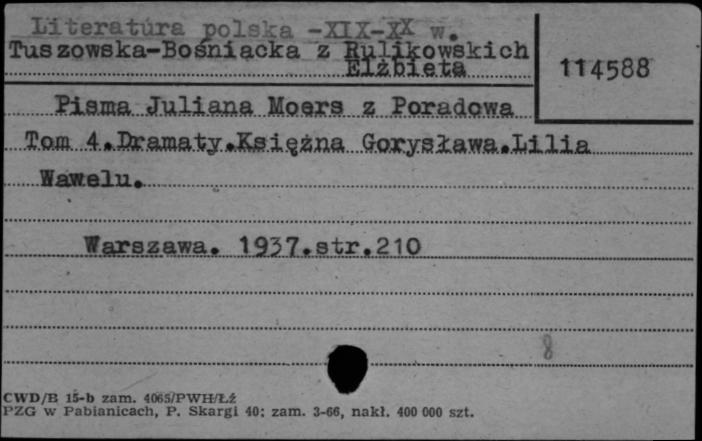 Literatura polska -XIX-XX w.
Tuszowska-Bośniacka z Rulikowskich
Elżbieta
114588
Pisma Juliana Moers z Poradowa
Tom 4.Dramaty.Księżna Gorysława.Lilia
Wawelu.
Warszawa. 1937.str.210
8
CWD/B 15-b zam. 4065/PWH/Łź
PZG w Pabianicach, P. Skargi 40; zam. 3-66, nakł. 400 000 szt.